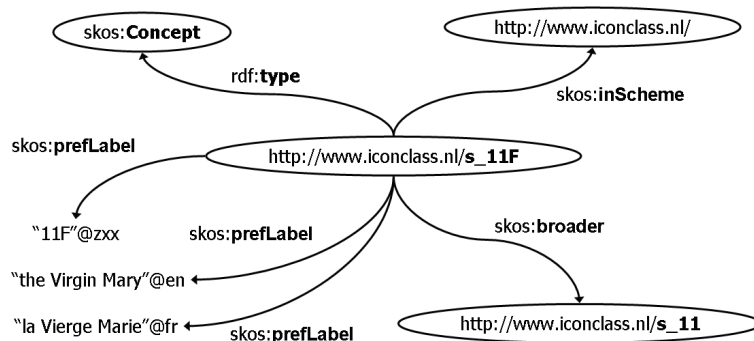 skos:Concept
http://www.iconclass.nl/
rdf:type
skos:inScheme
skos:prefLabel
http://www.iconclass.nl/s_11F
"11F"@zxx
skos:prefLabel
skos:broader
"the Virgin Mary"@en
"la Vierge Marie"@fr
skos:prefLabel
http://www.iconclass.nl/s_11